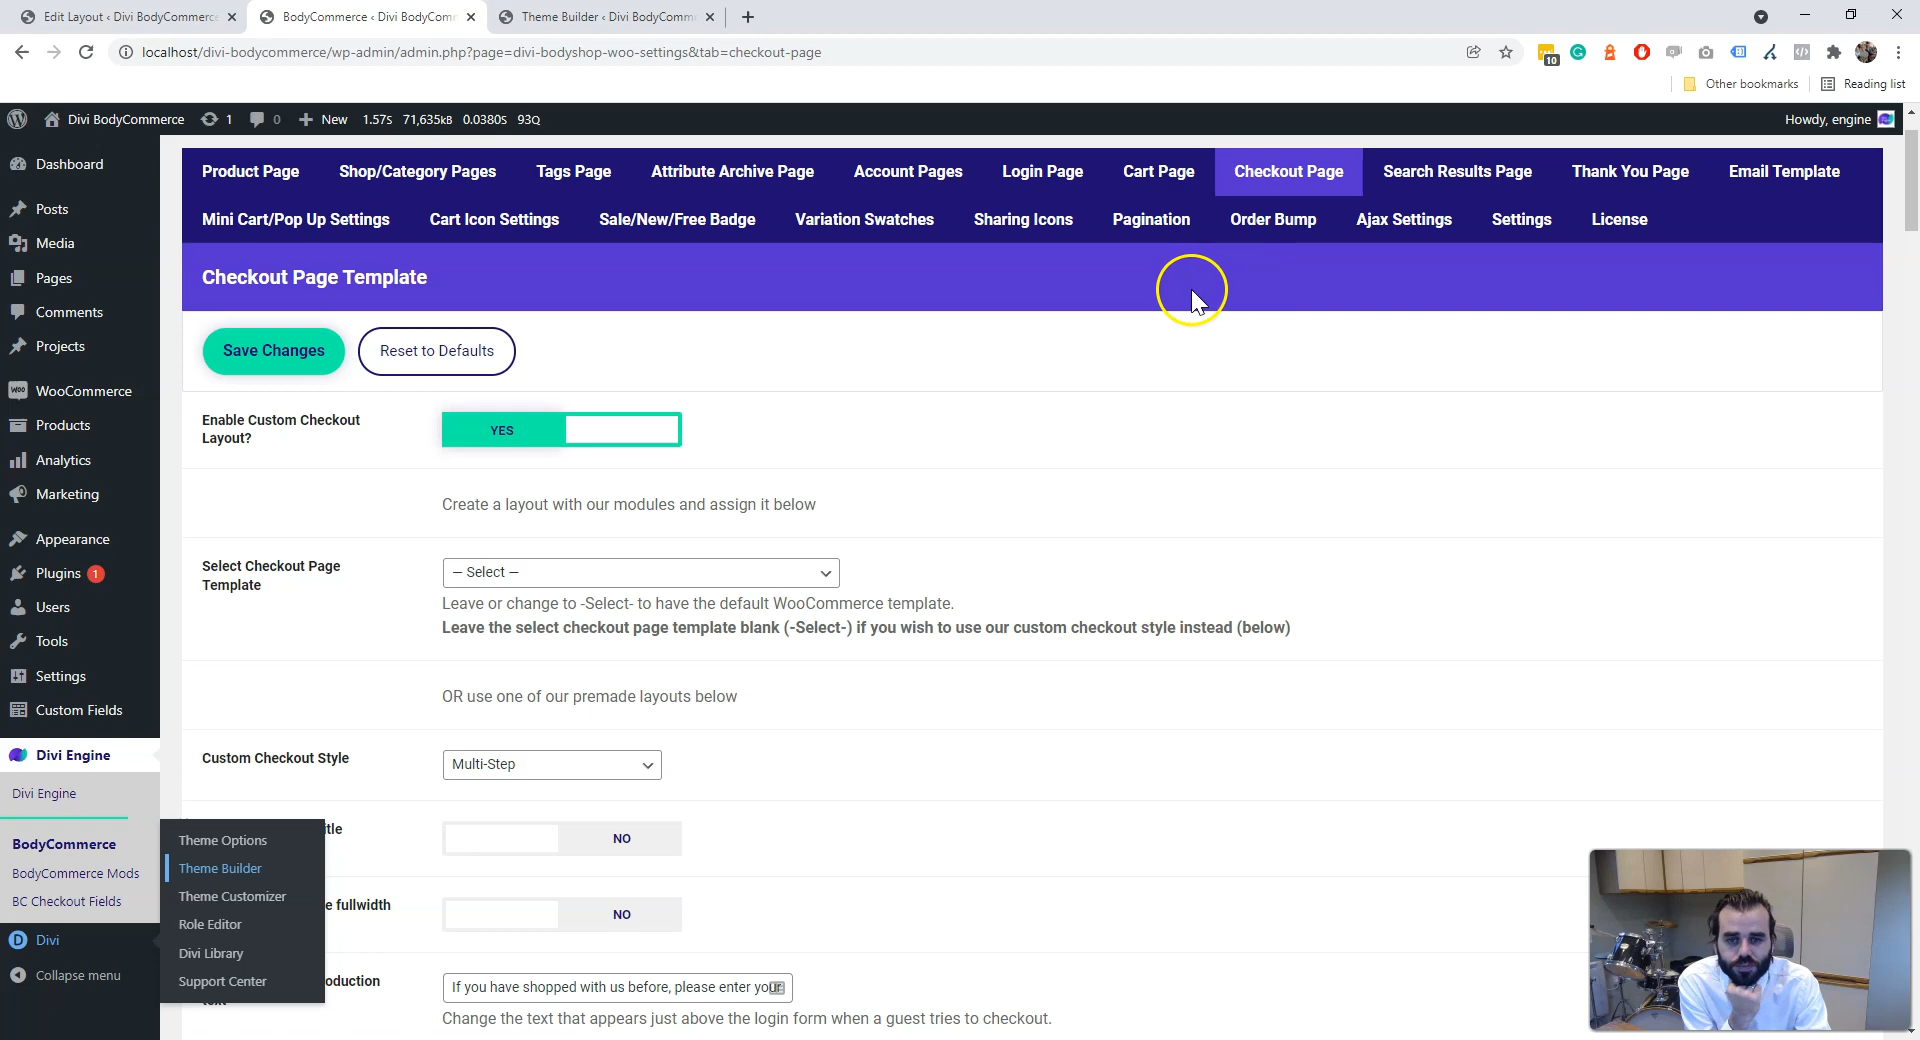 Edit Layout ‹ Divi BodyCommerce
BodyCommerce ‹ Divi BodyComm
Theme Builder ‹ Divi BodyComm
localhost/divi-bodycommerce/wp-admin/admin.php?page=divi-bodyshop-woo-settings&tab=checkout-page
10
Other bookmarks
Reading list
Divi BodyCommerce
1
0
New
1.57s 71,635kB 0.0380s 93Q
Howdy, engine
Dashboard
Posts
Media
Pages
Comments
Projects
WooCommerce
Products
Analytics
Marketing
Appearance
Plugins 1
Users
Tools
Settings
Custom Fields
Divi Engine
Divi Engine
BodyCommerce
BodyCommerce Mods
BC Checkout Fields
Divi
Collapse menu
Theme Options
Theme Builder
Theme Customizer
Role Editor
Divi Library
Support Center
Product Page Shop/Category Pages Tags Page Attribute Archive Page Account Pages Login Page Cart Page Checkout Page Search Results Page Thank You Page Email Template
Mini Cart/Pop Up Settings Cart Icon Settings Sale/New/Free Badge Variation Swatches Sharing Icons Pagination Order Bump Ajax Settings Settings License
Checkout Page Template
Save Changes
Reset to Defaults
Enable Custom Checkout
Layout?
YES
Create a layout with our modules and assign it below
Select Checkout Page
Template
— Select —
Leave or change to -Select- to have the default WooCommerce template.
Leave the select checkout page template blank (-Select-) if you wish to use our custom checkout style instead (below)
OR use one of our premade layouts below
Custom Checkout Style
Multi-Step
itle
NO
e fullwidth
NO
oduction
If you have shopped with us before, please enter your
Change the text that appears just above the login form when a guest tries to checkout.